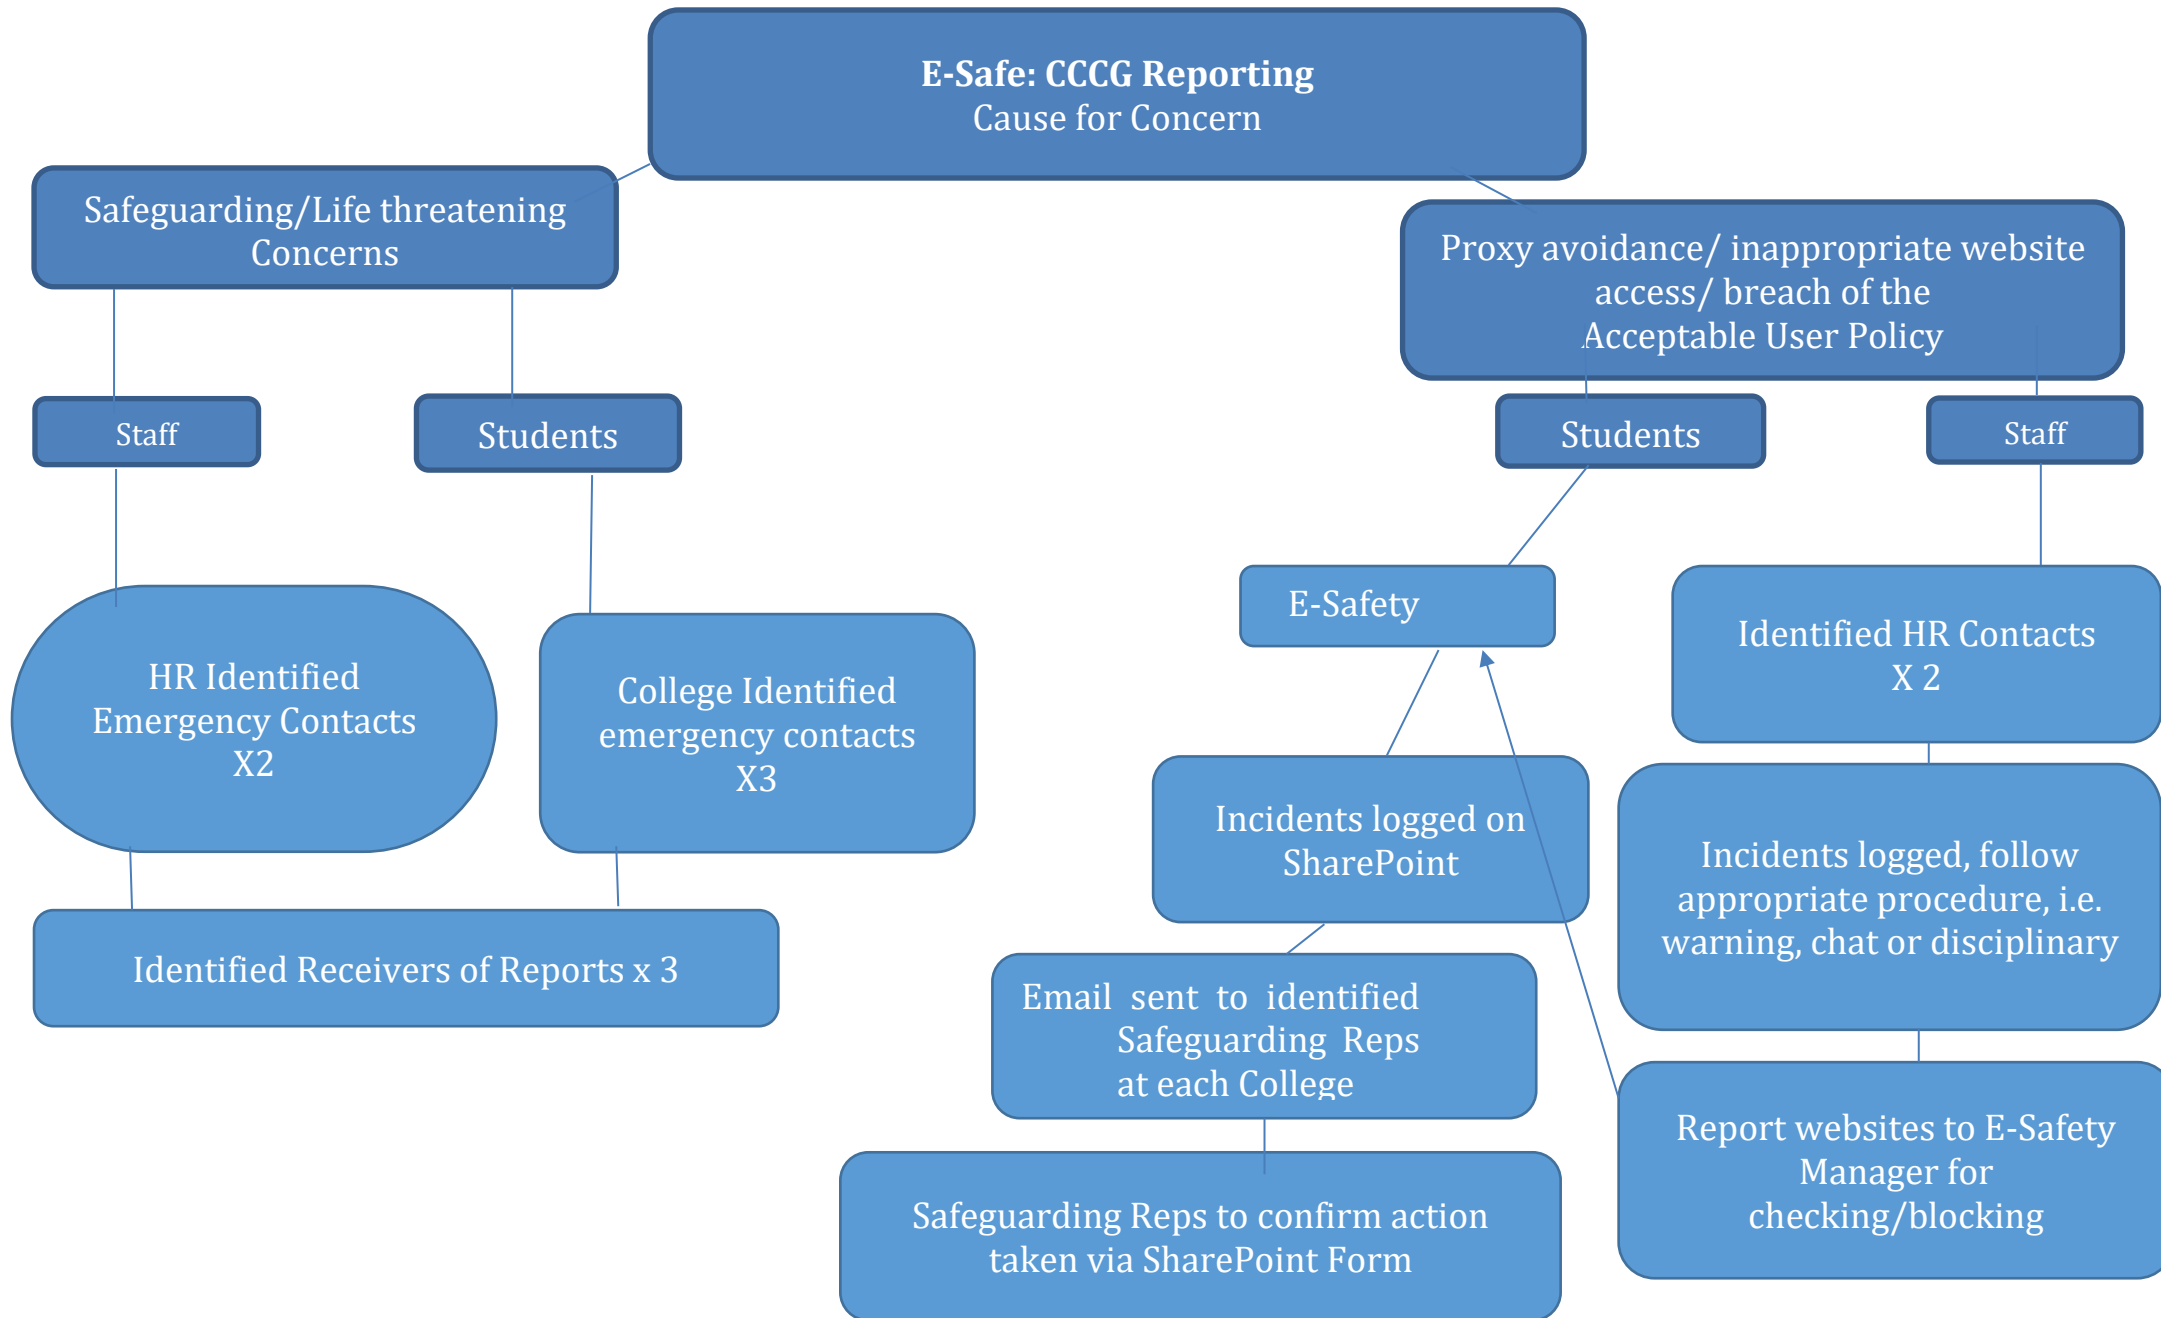 E-Safe: CCCG Reporting
Cause for Concern
Safeguarding/Life threatening
Concerns
Proxy avoidance/ inappropriate website
access/ breach of the
Acceptable User Policy
Staff
Students
Students
Staff
HR Identified
Emergency Contacts
X2
College Identified
emergency contacts
X3
Identified Receivers of Reports x 3
E-Safety
Identified HR Contacts
X 2
Incidents logged on
SharePoint
Incidents logged, follow
appropriate procedure, i.e.
warning, chat or disciplinary
Email sent to identified
Safeguarding Reps
at each College
Report websites to E-Safety
Manager for
checking/blocking
Safeguarding Reps to confirm action
taken via SharePoint Form